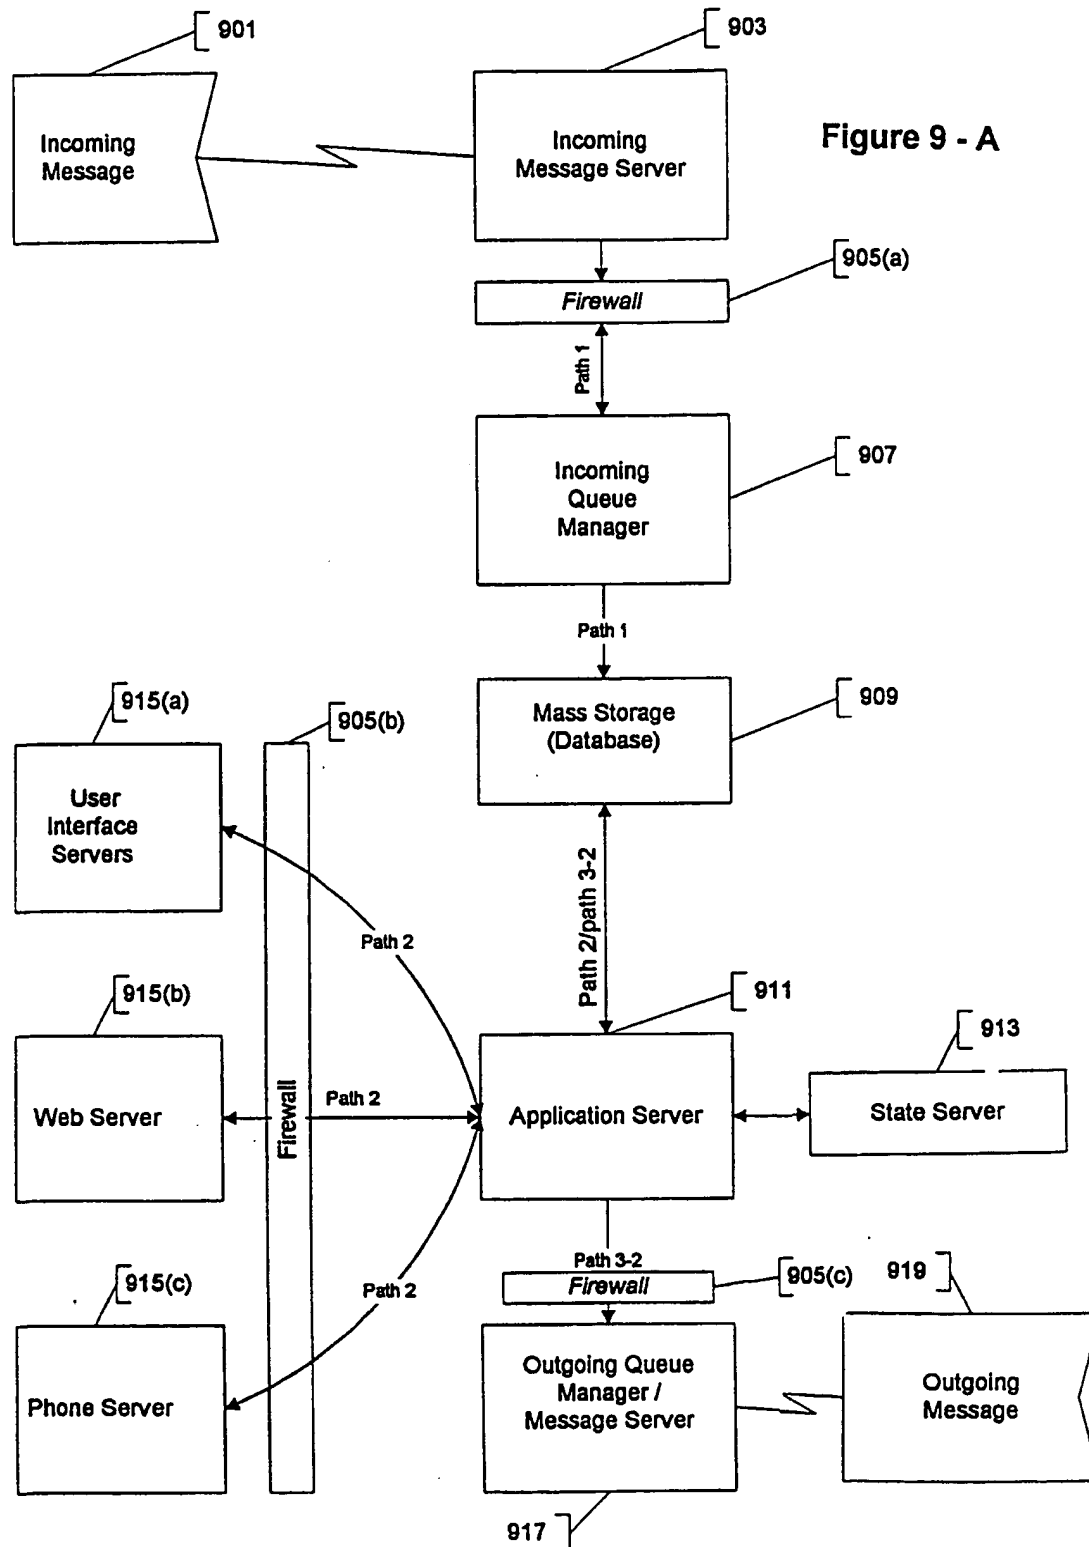 901
903
Incoming
Message
Incoming
Message Server
Figure 9 - A
905(a)
Firewall
Path 1
Incoming
Queue
Manager
907
Path 1
Mass Storage
(Database)
909
915(a)
905(b)
User
Interface
Servers
Path 2/path 3-2
Path 2
911
915(b)
913
Web Server
Firewall
Path 2
Application Server
State Server
Path 2
Path 3-2
Firewall
905(c)
919
915(c)
Phone Server
Outgoing Queue
Manager /
Message Server
Outgoing
Message
917